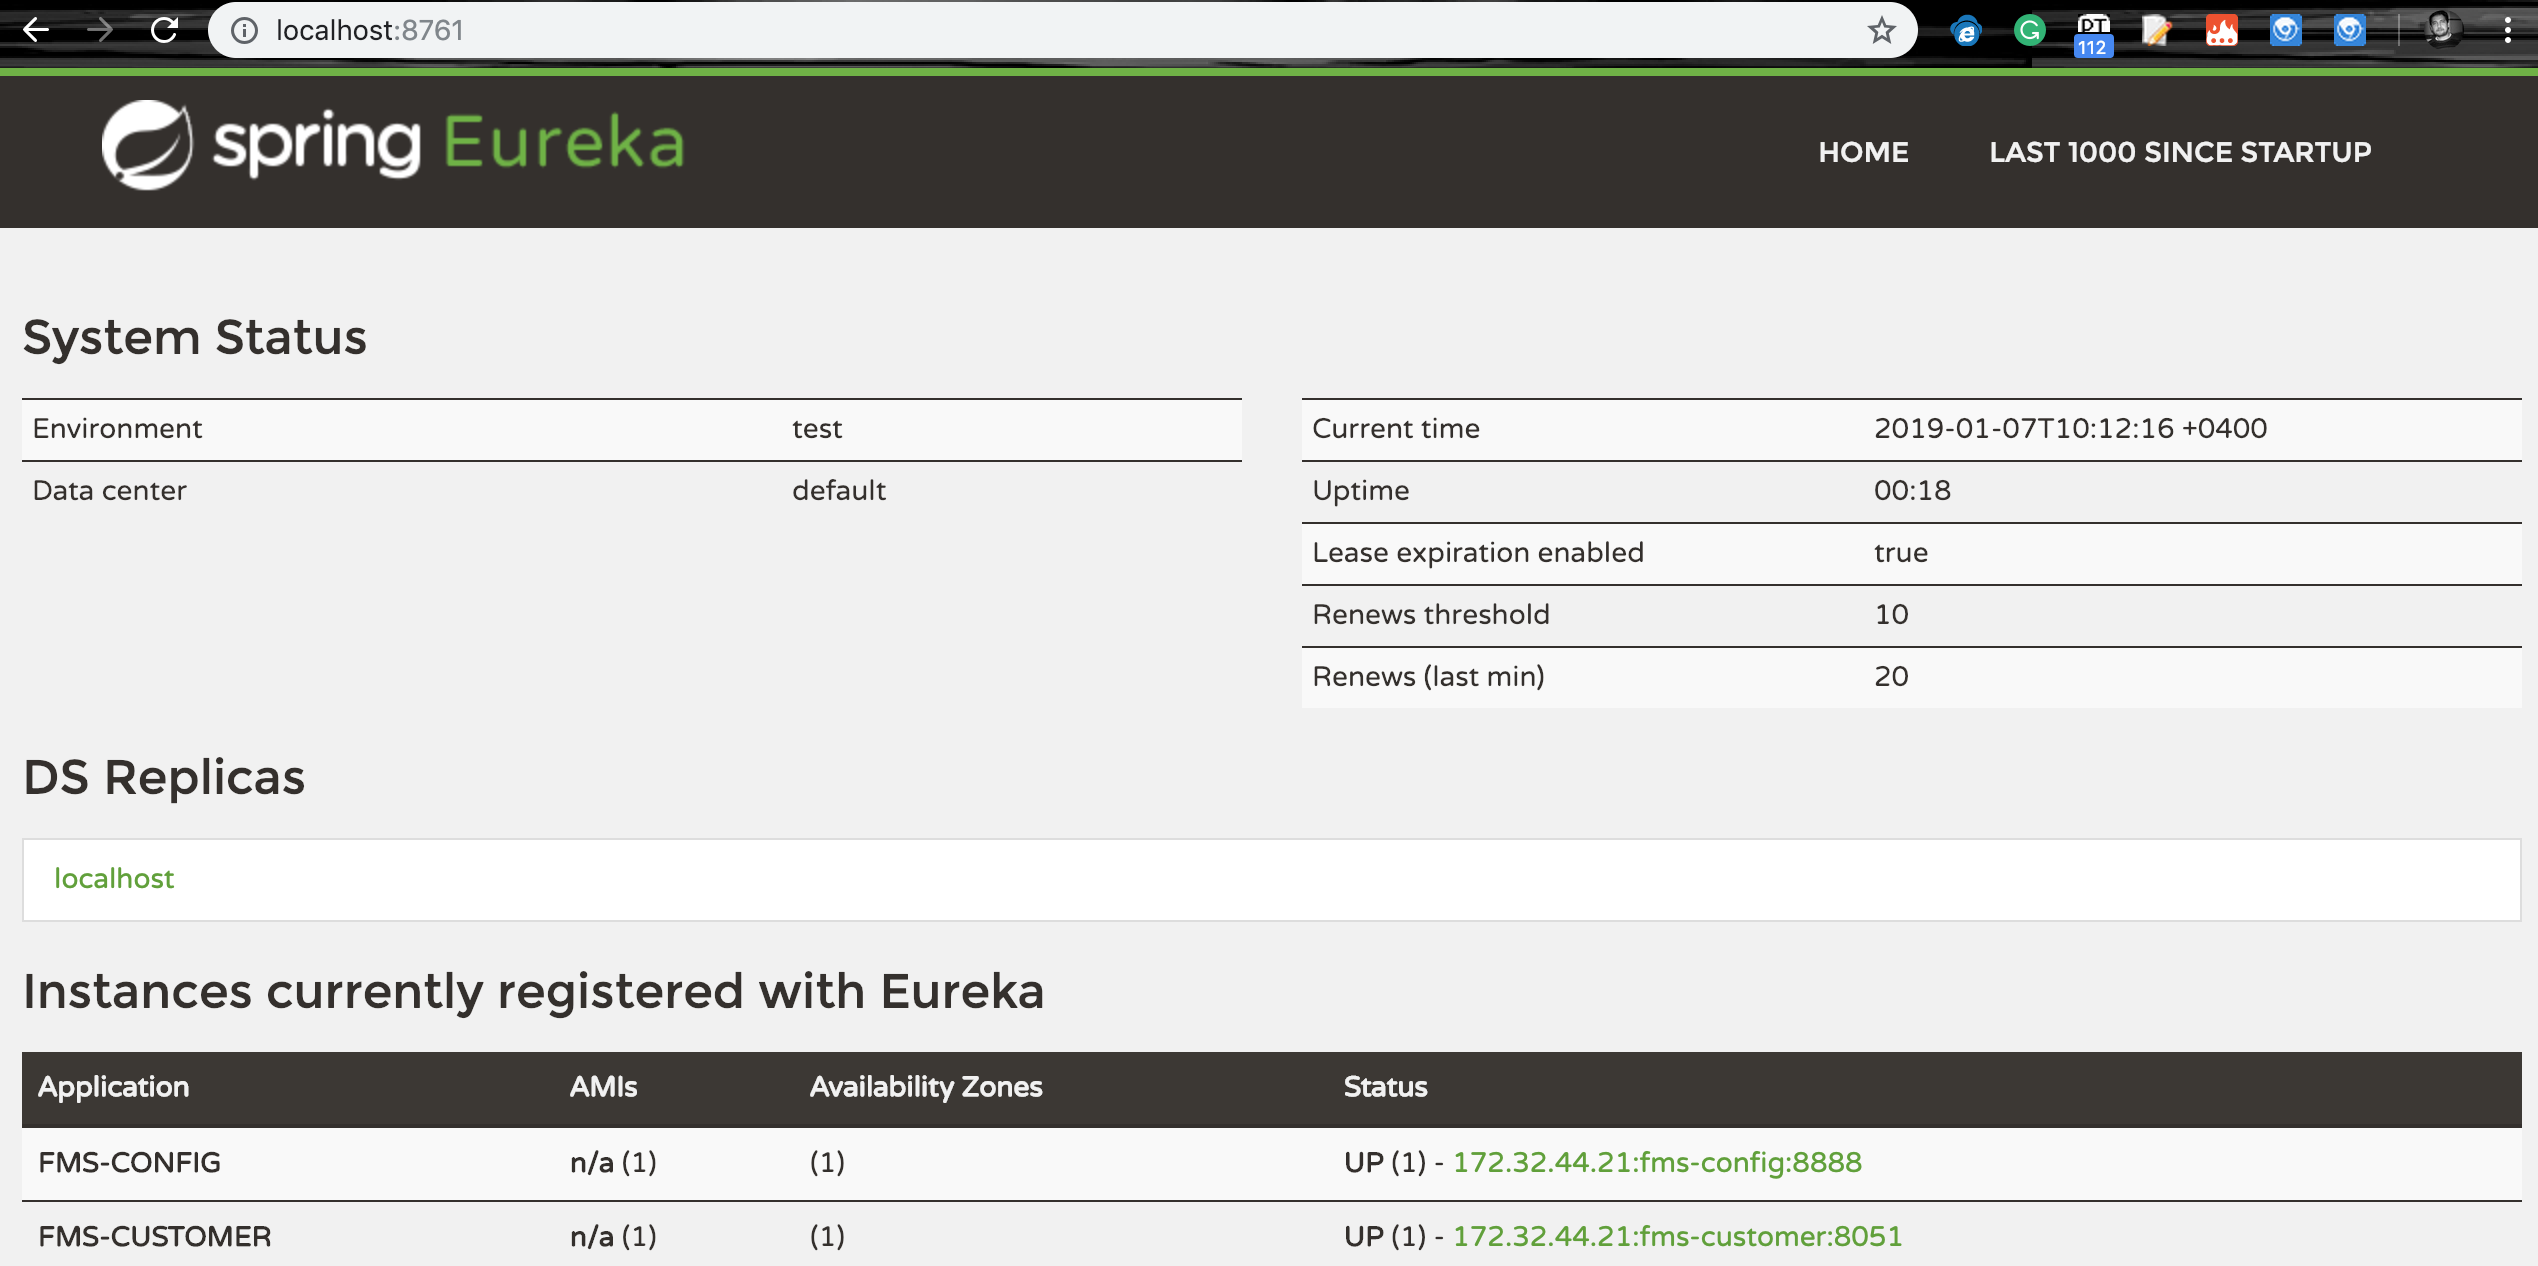 localhost:8761
G
DT
112
spring Eureka
HOME LAST 1000 SINCE STARTUP
System Status
Environment test
Data center default
Current time 2019-01-07T10:12:16 +0400
Uptime 00:18
Lease expiration enabled true
Renews threshold 10
Renews (last min) 20
DS Replicas
localhost
Instances currently registered with Eureka
Application AMIs Availability Zones Status
FMS-CONFIG n/a (1) (1) UP (1) - 172.32.44.21:fms-config:8888
FMS-CUSTOMER n/a (1) (1) UP (1) - 172.32.44.21:fms-customer:8051